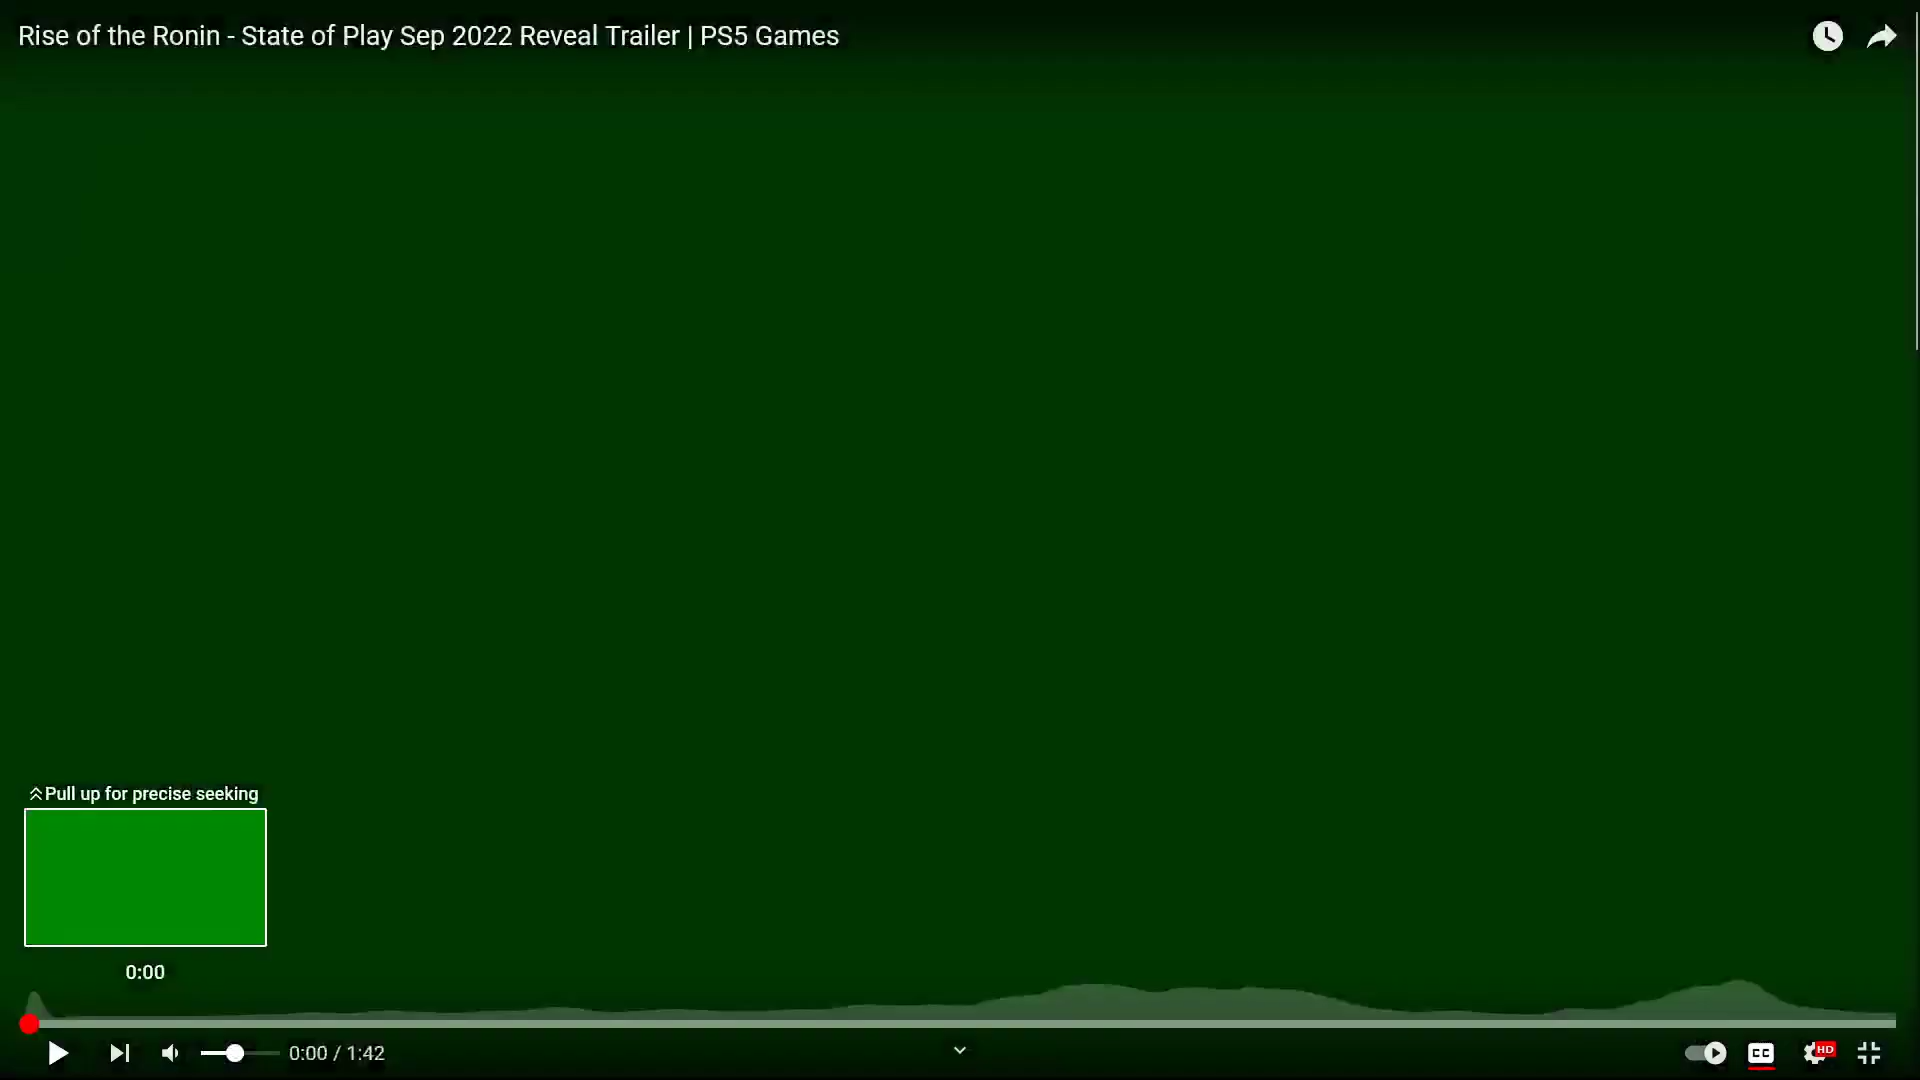 Rise of the Ronin - State of Play Sep 2022 Reveal Trailer | PS5 Games
Pull up for precise seeking
0:00
0:00 / 1:42
CC
HD